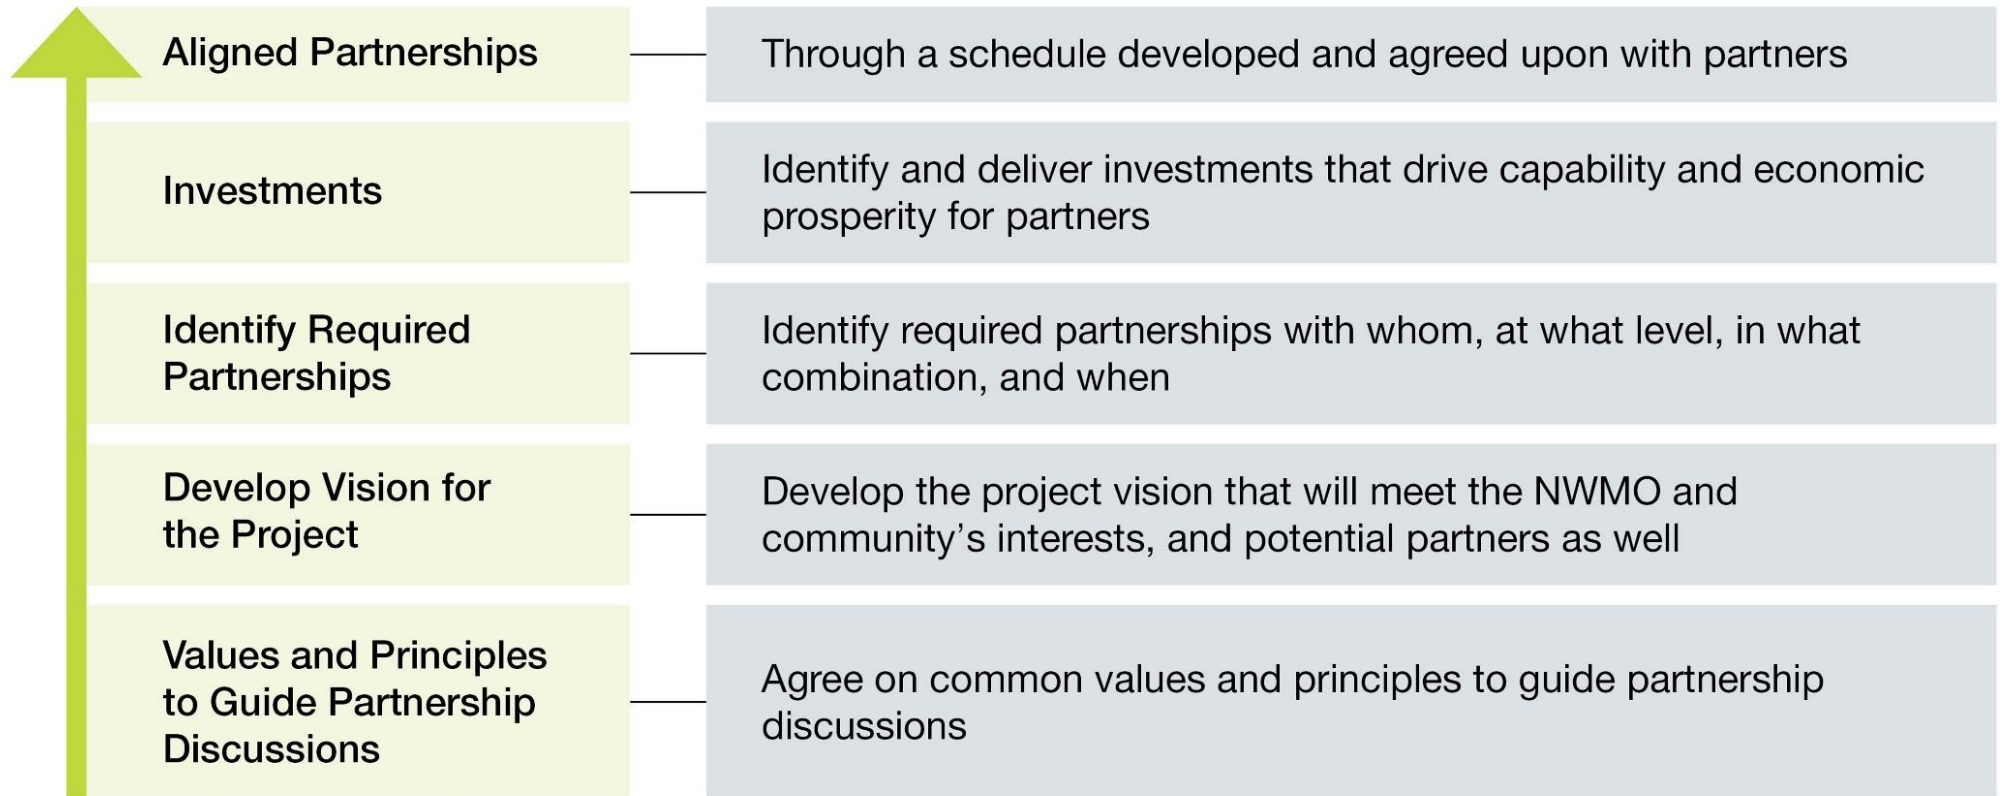 Aligned Partnerships
Through a schedule developed and agreed upon with partners
Investments
Identify and deliver investments that drive capability and economic
prosperity for partners
Identify Required
Partnerships
Identify required partnerships with whom, at what level, in what
combination, and when
Develop Vision for
the Project
Develop the project vision that will meet the NWMO and
community’s interests, and potential partners as well
Values and Principles
to Guide Partnership
Discussions
Agree on common values and principles to guide partnership
discussions